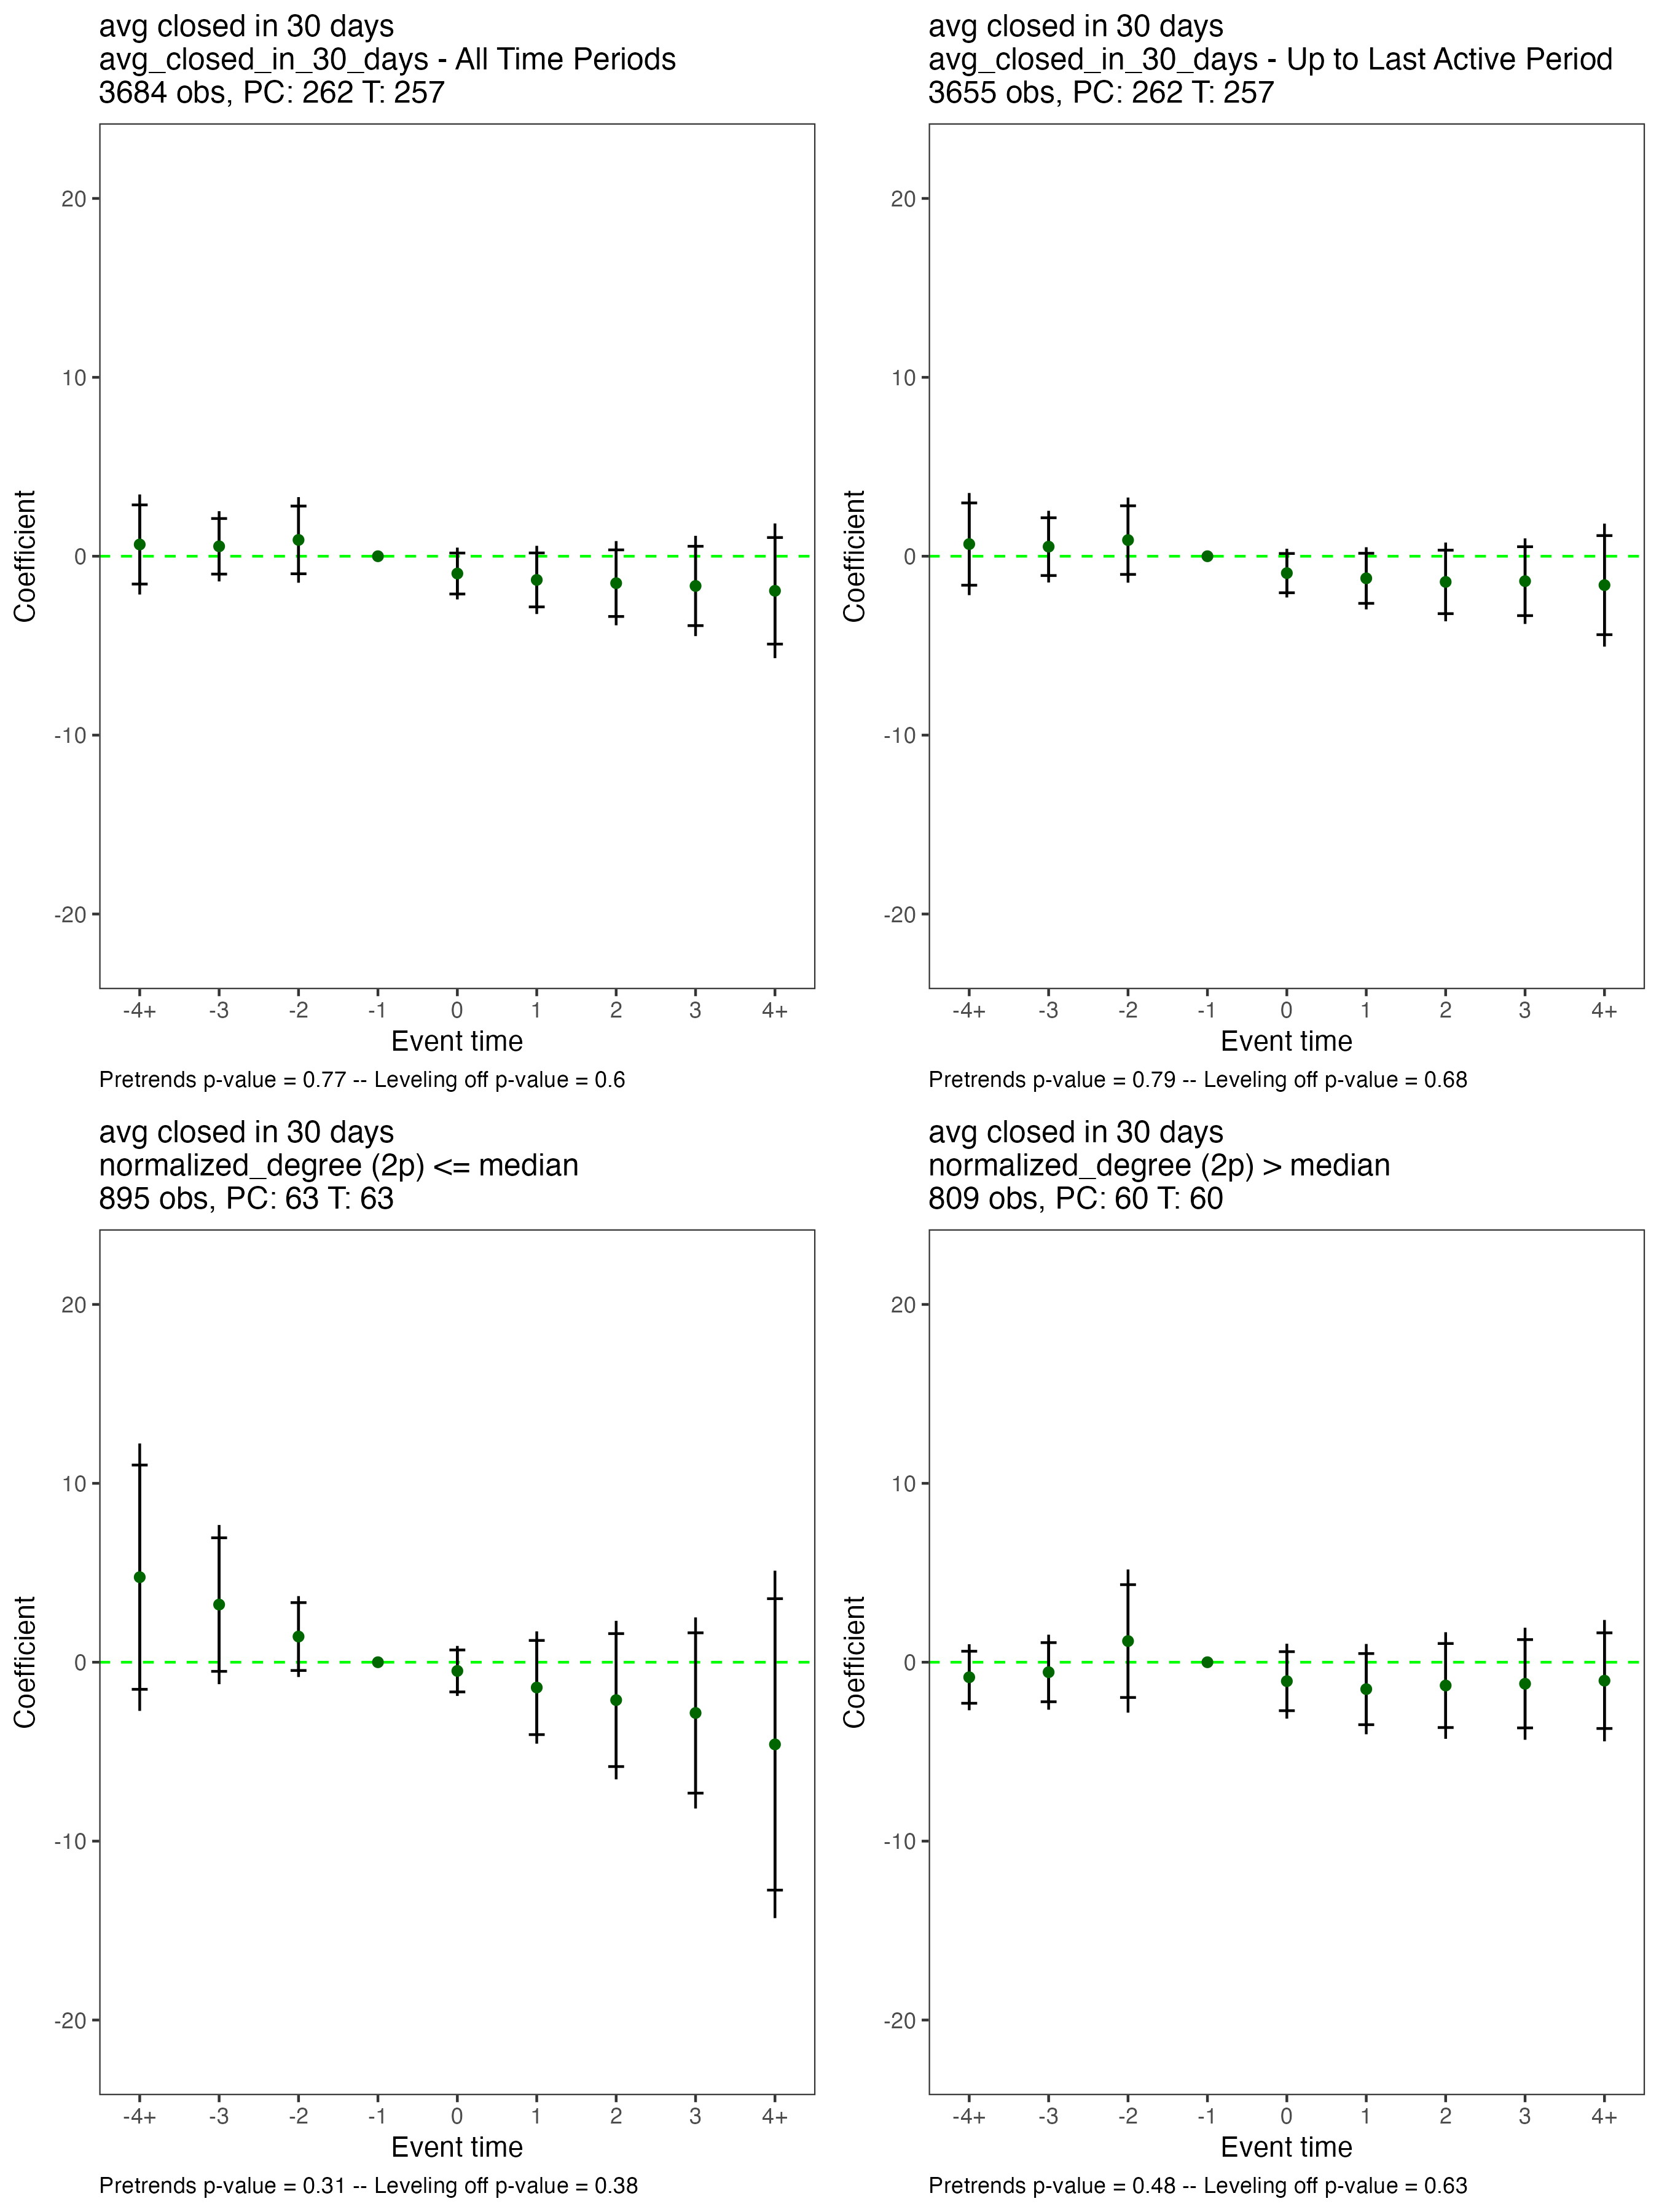 avg closed in 30 days
avg_closed_in_30_days - All Time Periods
3684 obs, PC: 262 T: 257
Coefficient
20
10
0
-10
-20
-4+ -3 -2 -1 0 1 2 3 4+
Event time
Pretrends p-value = 0.77 -- Leveling off p-value = 0.6
avg closed in 30 days
avg_closed_in_30_days - Up to Last Active Period
3655 obs, PC: 262 T: 257
Coefficient
20
10
0
-10
-20
-4+ -3 -2 -1 0 1 2 3 4+
Event time
Pretrends p-value = 0.79 -- Leveling off p-value = 0.68
avg closed in 30 days
normalized_degree (2p) <= median
895 obs, PC: 63 T: 63
Coefficient
20
10
0
-10
-20
-4+ -3 -2 -1 0 1 2 3 4+
Event time
Pretrends p-value = 0.31 -- Leveling off p-value = 0.38
avg closed in 30 days
normalized_degree (2p) > median
809 obs, PC: 60 T: 60
Coefficient
20
10
0
-10
-20
-4+ -3 -2 -1 0 1 2 3 4+
Event time
Pretrends p-value = 0.48 -- Leveling off p-value = 0.63